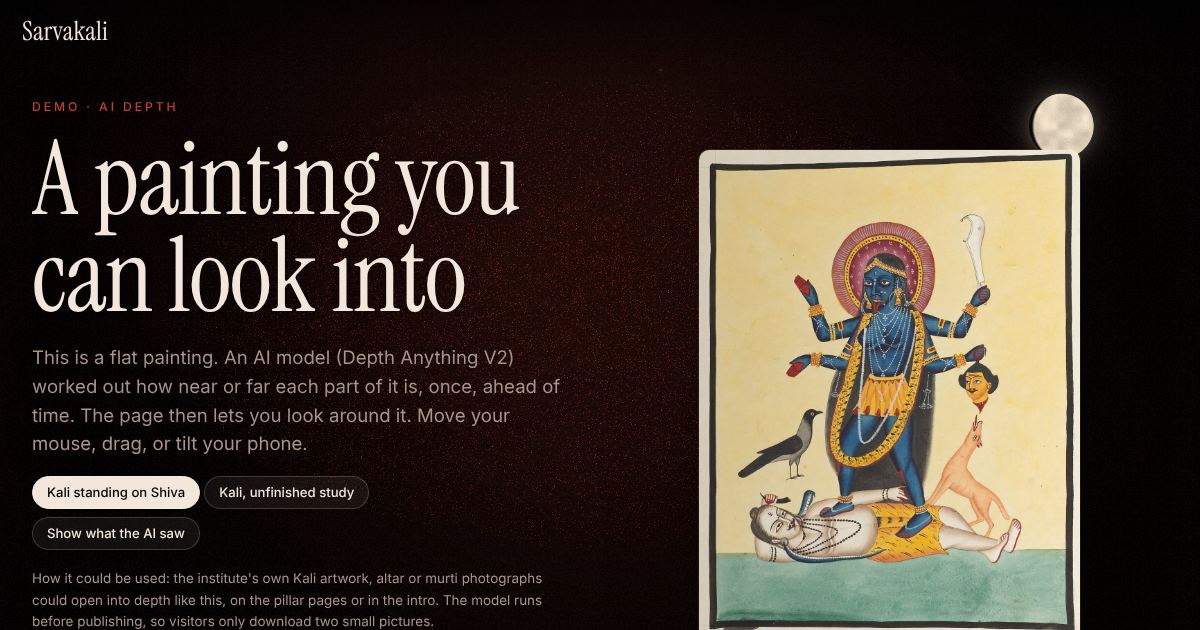 Sarvakali
DEMO · AI DEPTH
A painting you
can look into
This is a flat painting. An AI model (Depth Anything V2)
worked out how near or far each part of it is, once, ahead of
time. The page then lets you look around it. Move your
mouse, drag, or tilt your phone.
Kali standing on Shiva
Kali, unfinished study
Show what the AI saw
How it could be used: the institute's own Kali artwork, altar or murti photographs
could open into depth like this, on the pillar pages or in the intro. The model runs
before publishing, so visitors only download two small pictures.